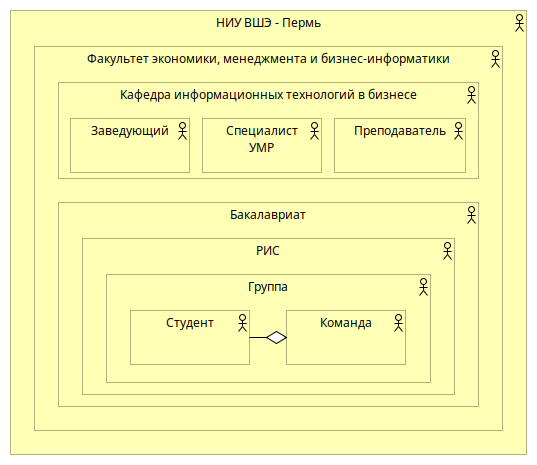 НИУ ВШЭ - Пермь
Факультет экономики, менеджмента и бизнес-информатики
Кафедра информационных технологий в бизнесе
Заведующий
Специалист
УМР
Преподаватель
Бакалавриат
РИС
Группа
Студент
Команда